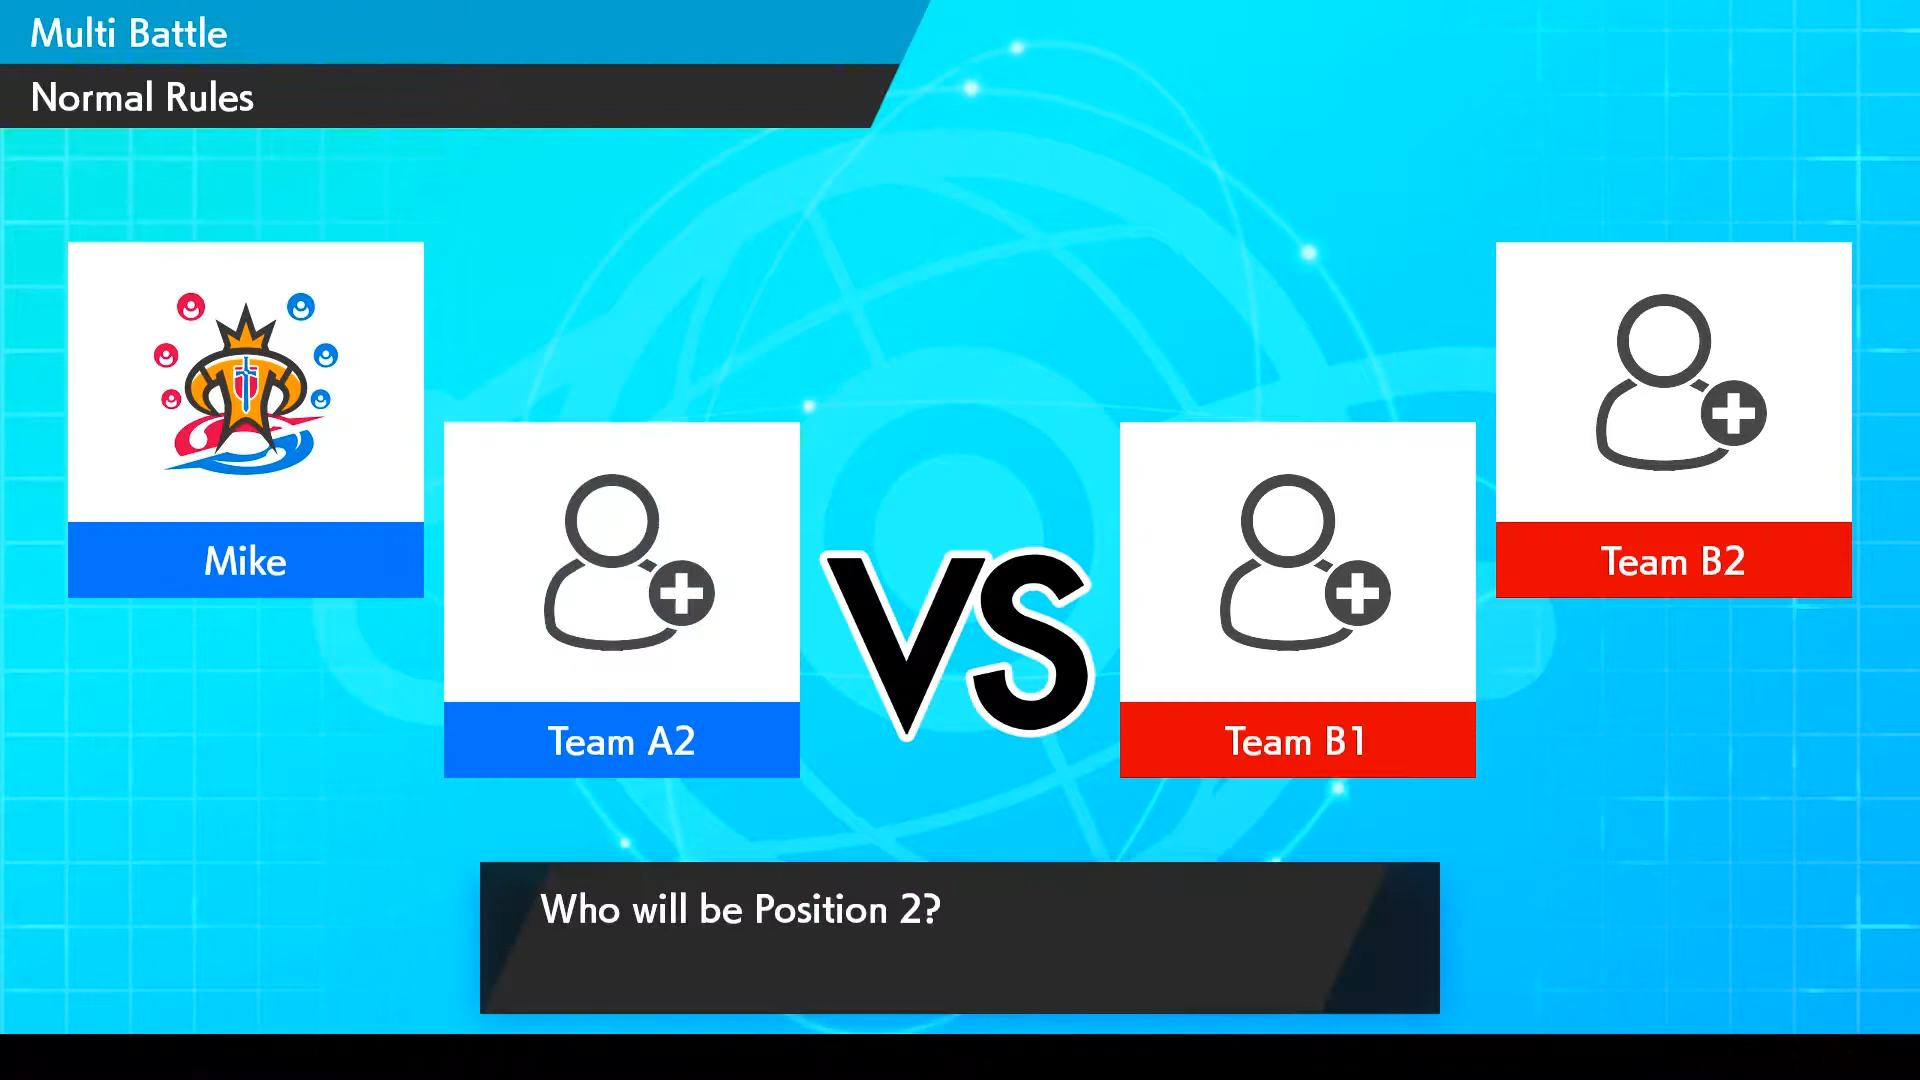 Multi Battle
Normal Rules
Mike
Team A2
VS
Team B1
Team B2
Who will be Position 2?